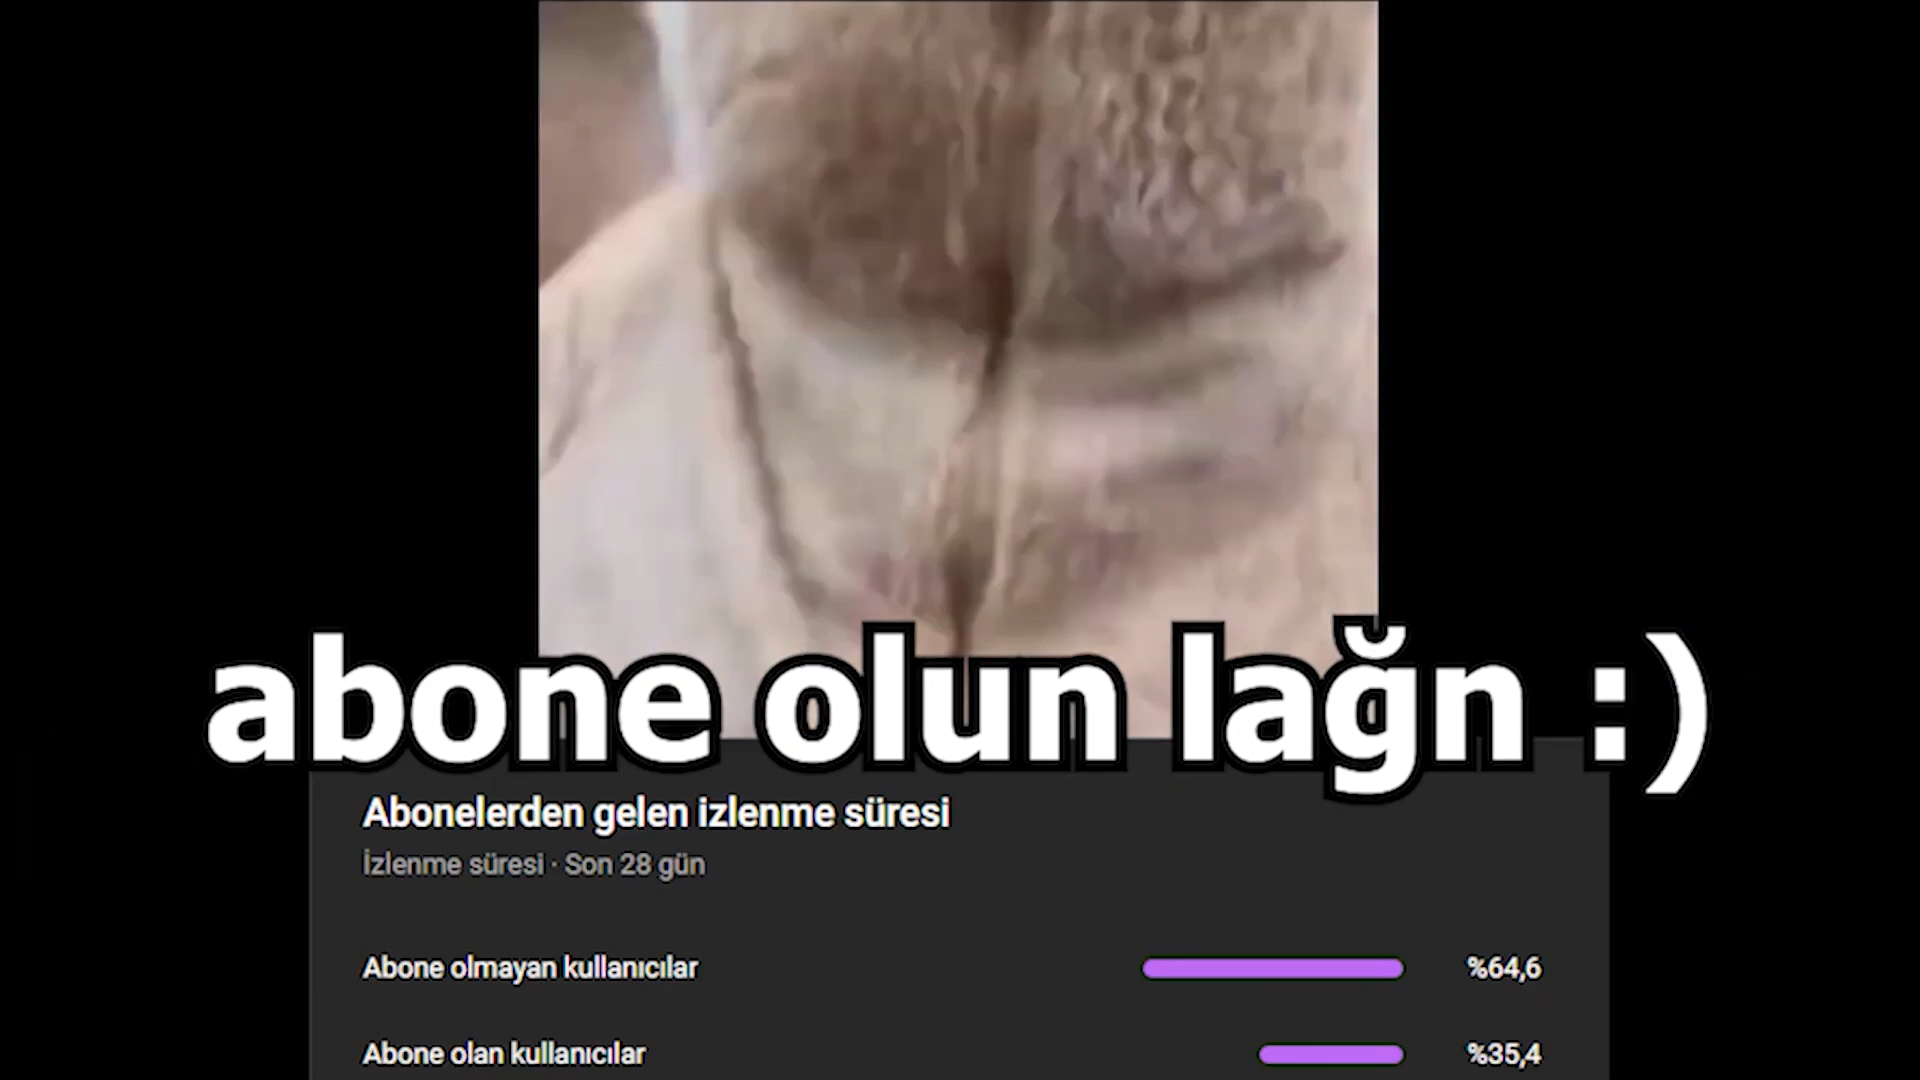 abone olun lağn :)
Abonelerden gelen izlenme süresi
İzlenme süresi · Son 28 gün
Abone olmayan kullanıcılar %64,6
Abone olan kullanıcılar %35,4